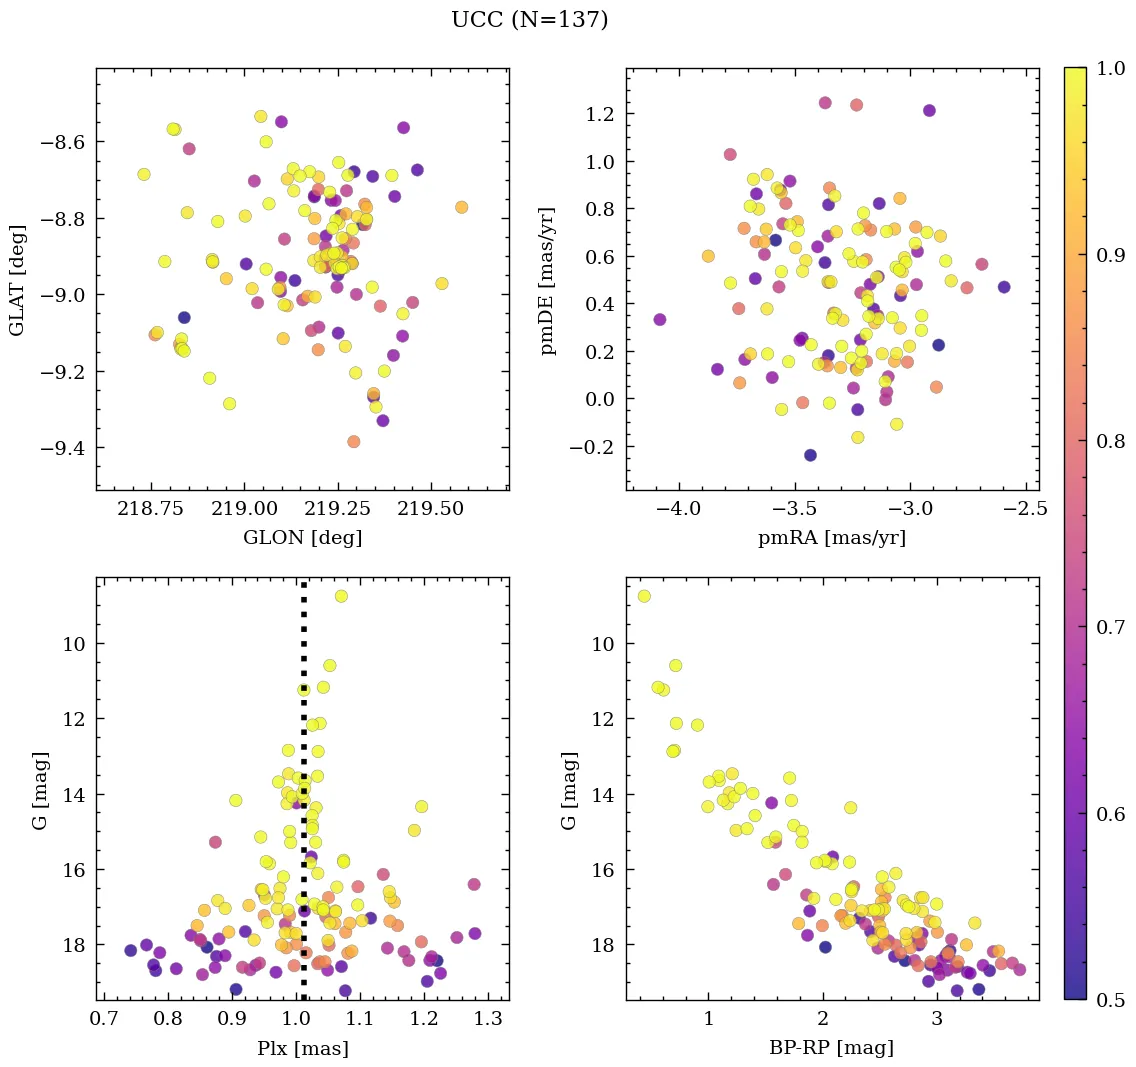 UCC (N=137)
−8.6
−8.8
−9.0
−9.2
−9.4
GLAT [deg]
218.75 219.00 219.25 219.50
GLON [deg]
1.2
1.0
0.8
0.6
0.4
0.2
0.0
−0.2
pmDE [mas/yr]
−4.0 −3.5 −3.0 −2.5
pmRA [mas/yr]
10
12
14
16
18
G [mag]
0.7 0.8 0.9 1.0 1.1 1.2 1.3
Plx [mas]
10
12
14
16
18
G [mag]
1 2 3
BP-RP [mag]
1.0
0.9
0.8
0.7
0.6
0.5